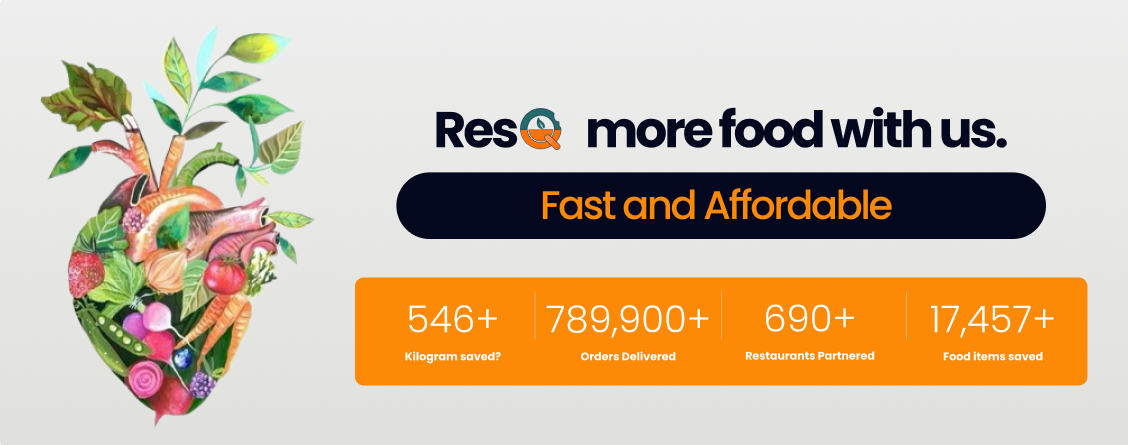 ResQ more food with us.
Fast and Affordable
546+ 789,900+ 690+ 17,457+
Kilogram saved? Orders Delivered Restaurants Partnered Food items saved